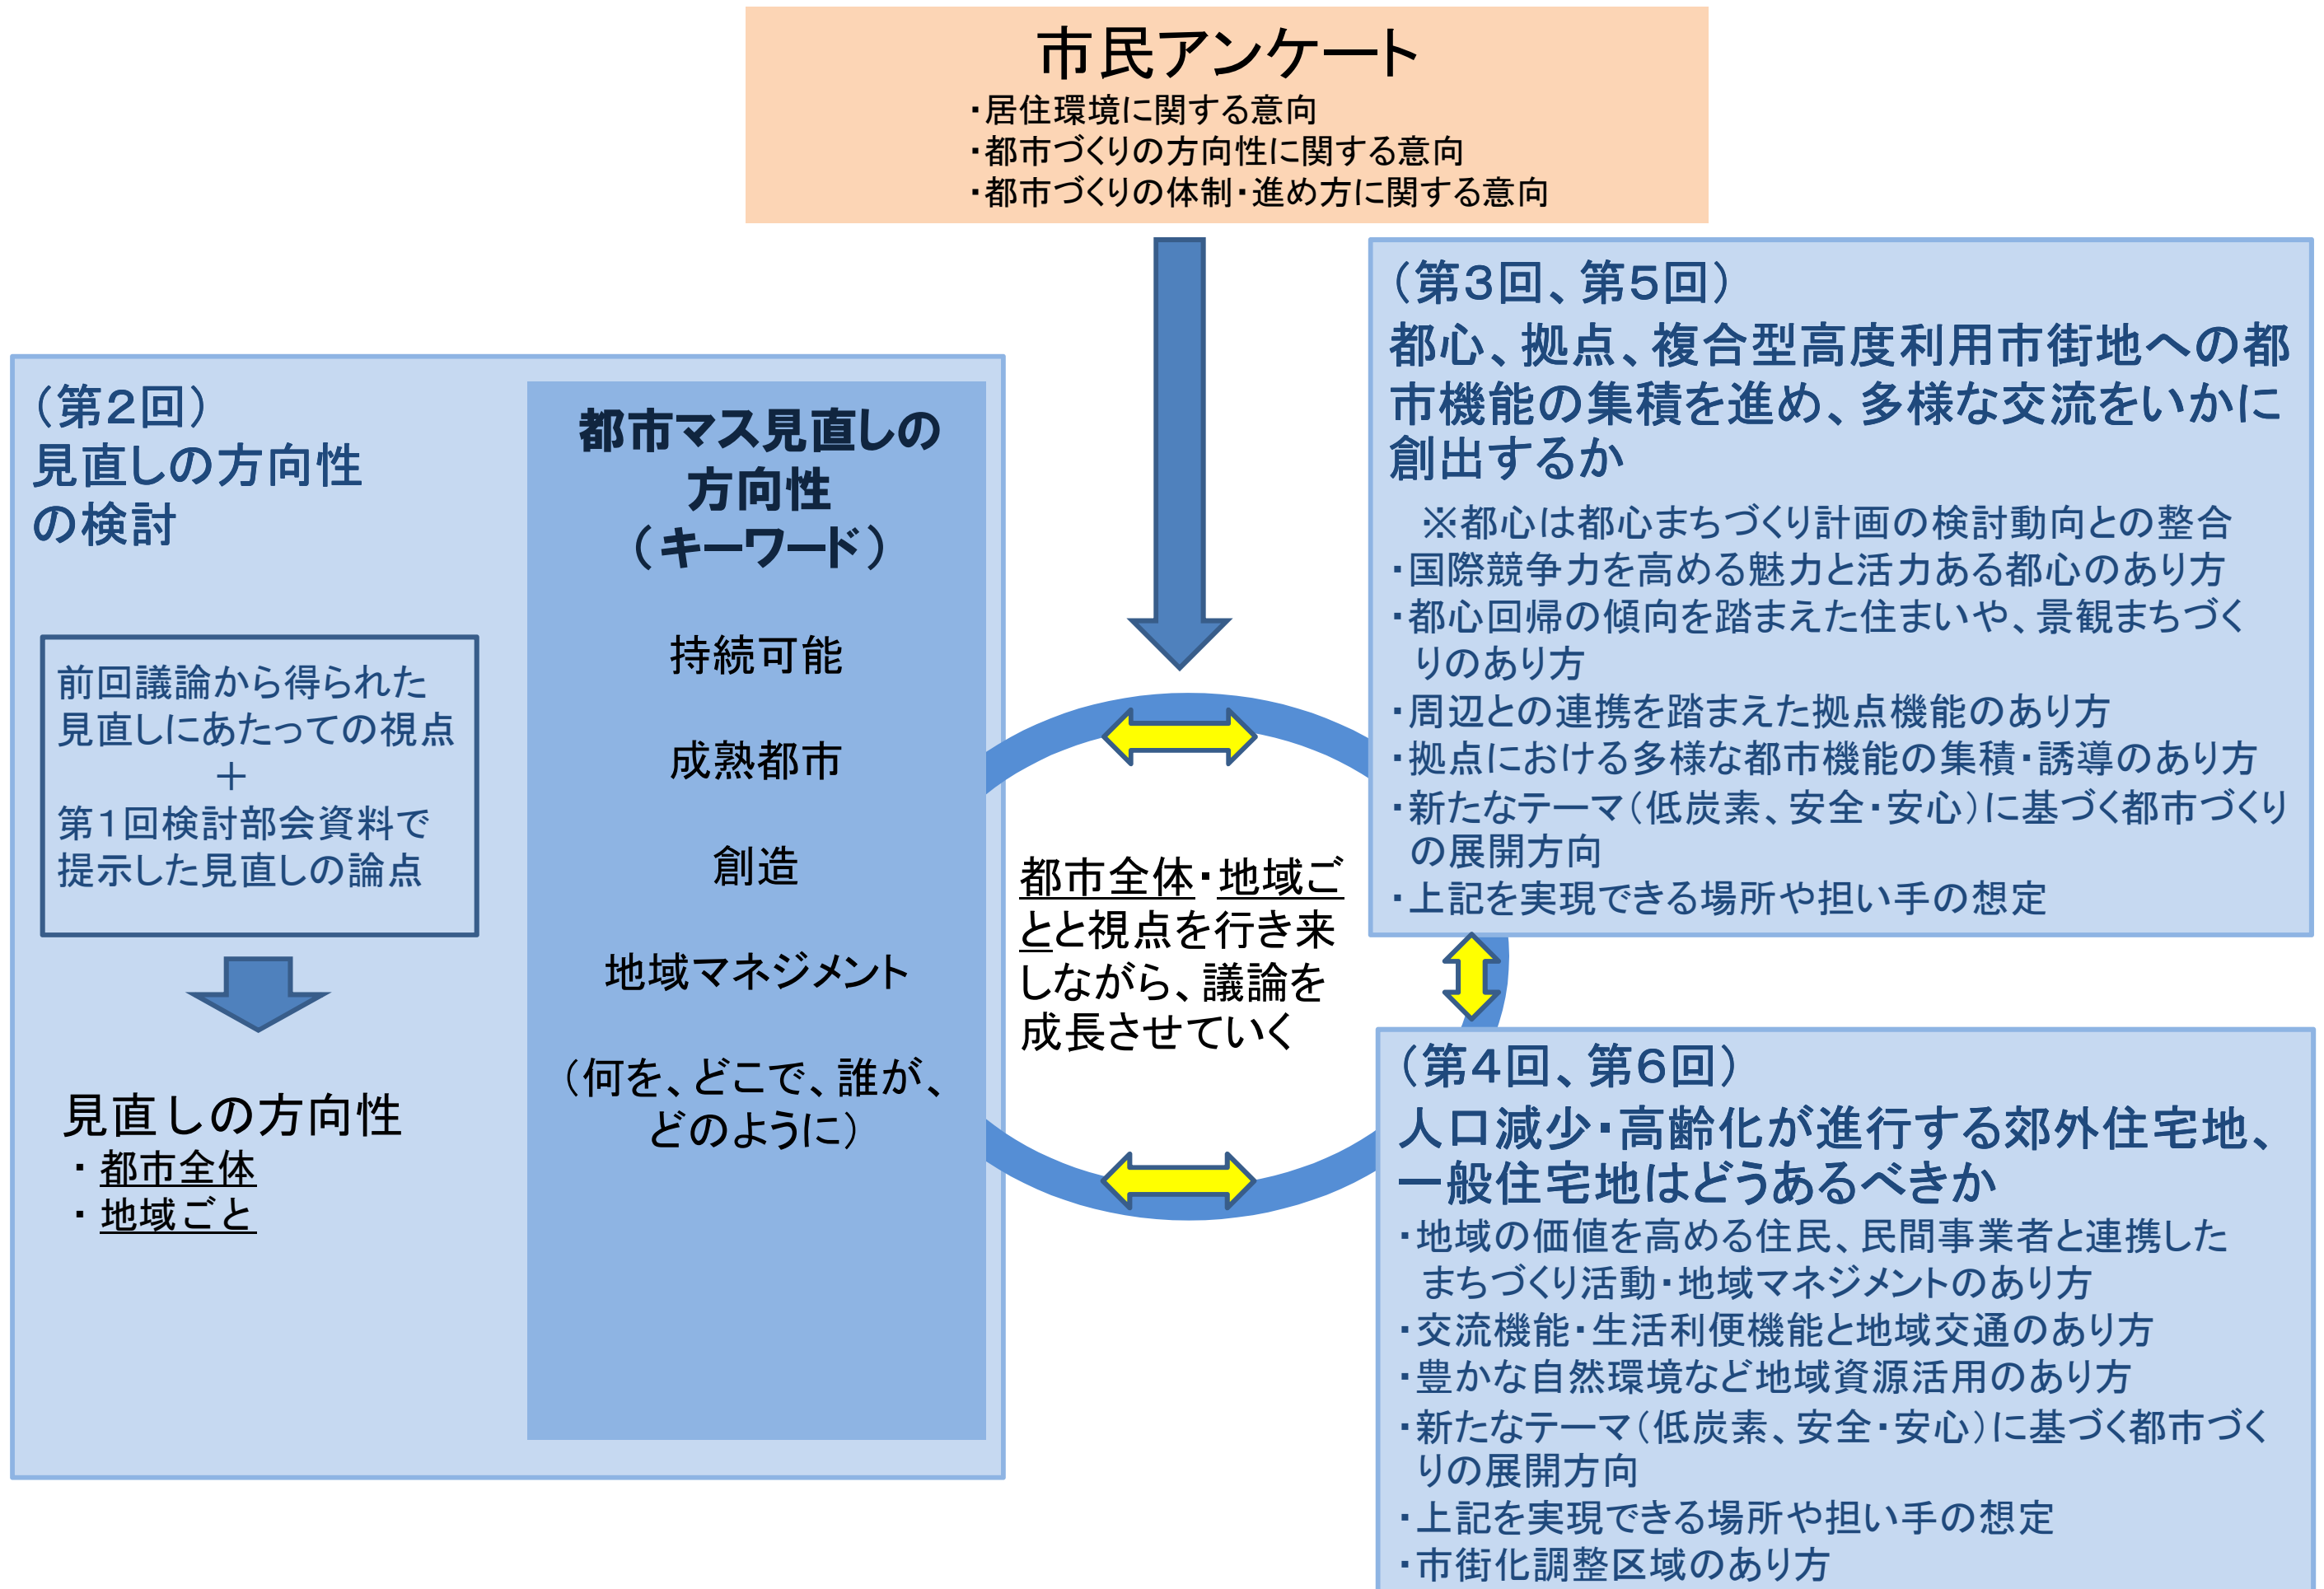 市民アンケート
・居住環境に関する意向
・都市づくりの方向性に関する意向
・都市づくりの体制・進め方に関する意向
（第２回）
見直しの方向性
の検討
前回議論から得られた
見直しにあたっての視点
＋
第１回検討部会資料で
提示した見直しの論点
見直しの方向性
・都市全体
・地域ごと
都市マス見直しの
方向性
（キーワード）
持続可能
成熟都市
創造
地域マネジメント
（何を、どこで、誰が、
どのように）
都市全体・地域ご
とと視点を行き来
しながら、議論を
成長させていく
（第３回、第５回）
都心、拠点、複合型高度利用市街地への都
市機能の集積を進め、多様な交流をいかに
創出するか
※都心は都心まちづくり計画の検討動向との整合
・国際競争力を高める魅力と活力ある都心のあり方
・都心回帰の傾向を踏まえた住まいや、景観まちづく
りのあり方
・周辺との連携を踏まえた拠点機能のあり方
・拠点における多様な都市機能の集積・誘導のあり方
・新たなテーマ（低炭素、安全・安心）に基づく都市づくり
の展開方向
・上記を実現できる場所や担い手の想定
（第４回、第６回）
人口減少・高齢化が進行する郊外住宅地、
一般住宅地はどうあるべきか
・地域の価値を高める住民、民間事業者と連携した
まちづくり活動・地域マネジメントのあり方
・交流機能・生活利便機能と地域交通のあり方
・豊かな自然環境など地域資源活用のあり方
・新たなテーマ（低炭素、安全・安心）に基づく都市づく
りの展開方向
・上記を実現できる場所や担い手の想定
・市街化調整区域のあり方